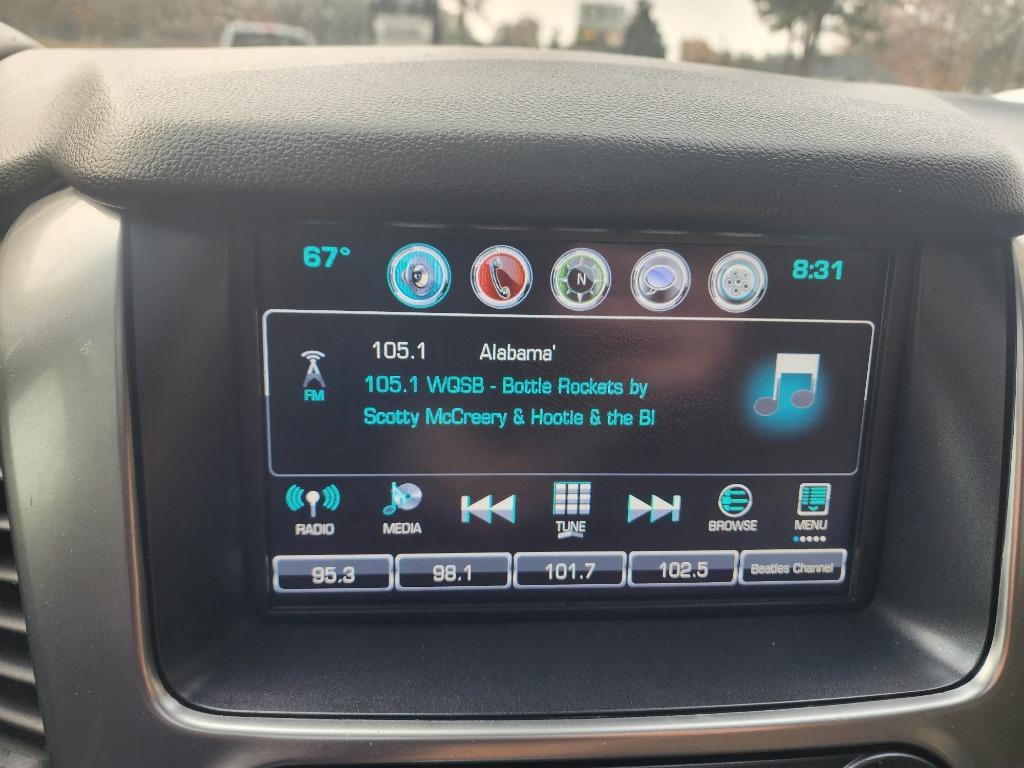 67° N 8:31
105.1 Alabama'
FM
105.1 WQSB - Bottle Rockets by
Scotty McCreery & Hootie & the Bl
RADIO MEDIA TUNE BROWSE MENU
95.3 98.1 101.7 102.5 Beatles Channel